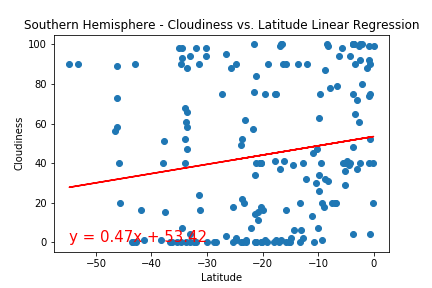 Southern Hemisphere - Cloudiness vs. Latitude Linear Regression
100
80
60
40
20
0
Cloudiness
y = 0.47x + 53.42
−50 −40 −30 −20 −10 0
Latitude